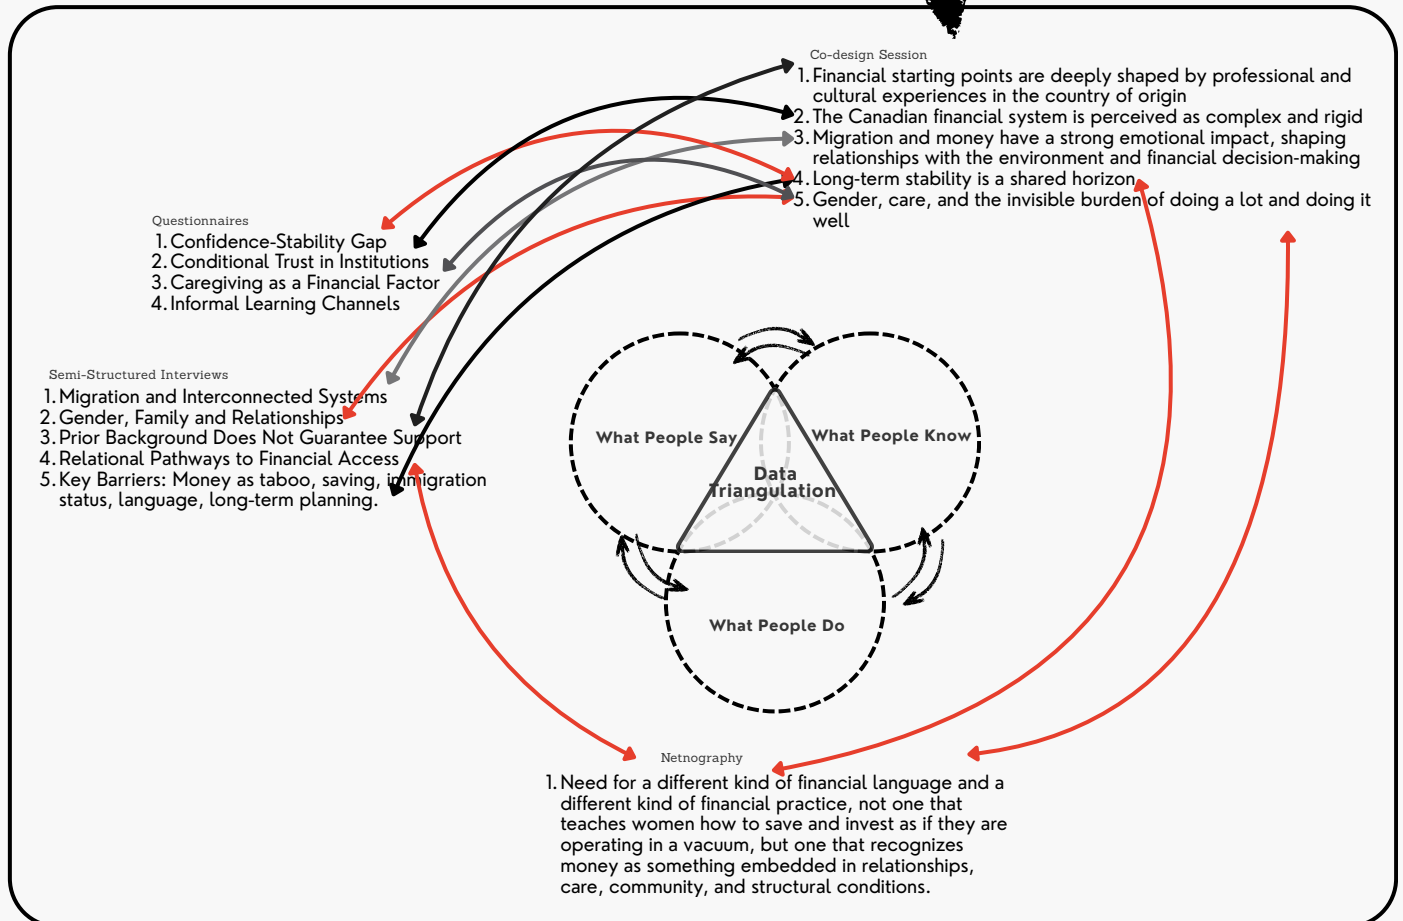 Co-design Session
1. Financial starting points are deeply shaped by professional and
cultural experiences in the country of origin
2. The Canadian financial system is perceived as complex and rigid
3. Migration and money have a strong emotional impact, shaping
relationships with the environment and financial decision-making
4. Long-term stability is a shared horizon
5. Gender, care, and the invisible burden of doing a lot and doing it
well
Questionnaires
1. Confidence-Stability Gap
2. Conditional Trust in Institutions
3. Caregiving as a Financial Factor
4. Informal Learning Channels
Semi-Structured Interviews
1. Migration and Interconnected Systems
2. Gender, Family and Relationships
3. Prior Background Does Not Guarantee Support
4. Relational Pathways to Financial Access
5. Key Barriers: Money as taboo, saving, immigration
status, language, long-term planning.
What People Say
What People Know
Data
Triangulation
What People Do
Netnography
1. Need for a different kind of financial language and a
different kind of financial practice, not one that
teaches women how to save and invest as if they are
operating in a vacuum, but one that recognizes
money as something embedded in relationships,
care, community, and structural conditions.